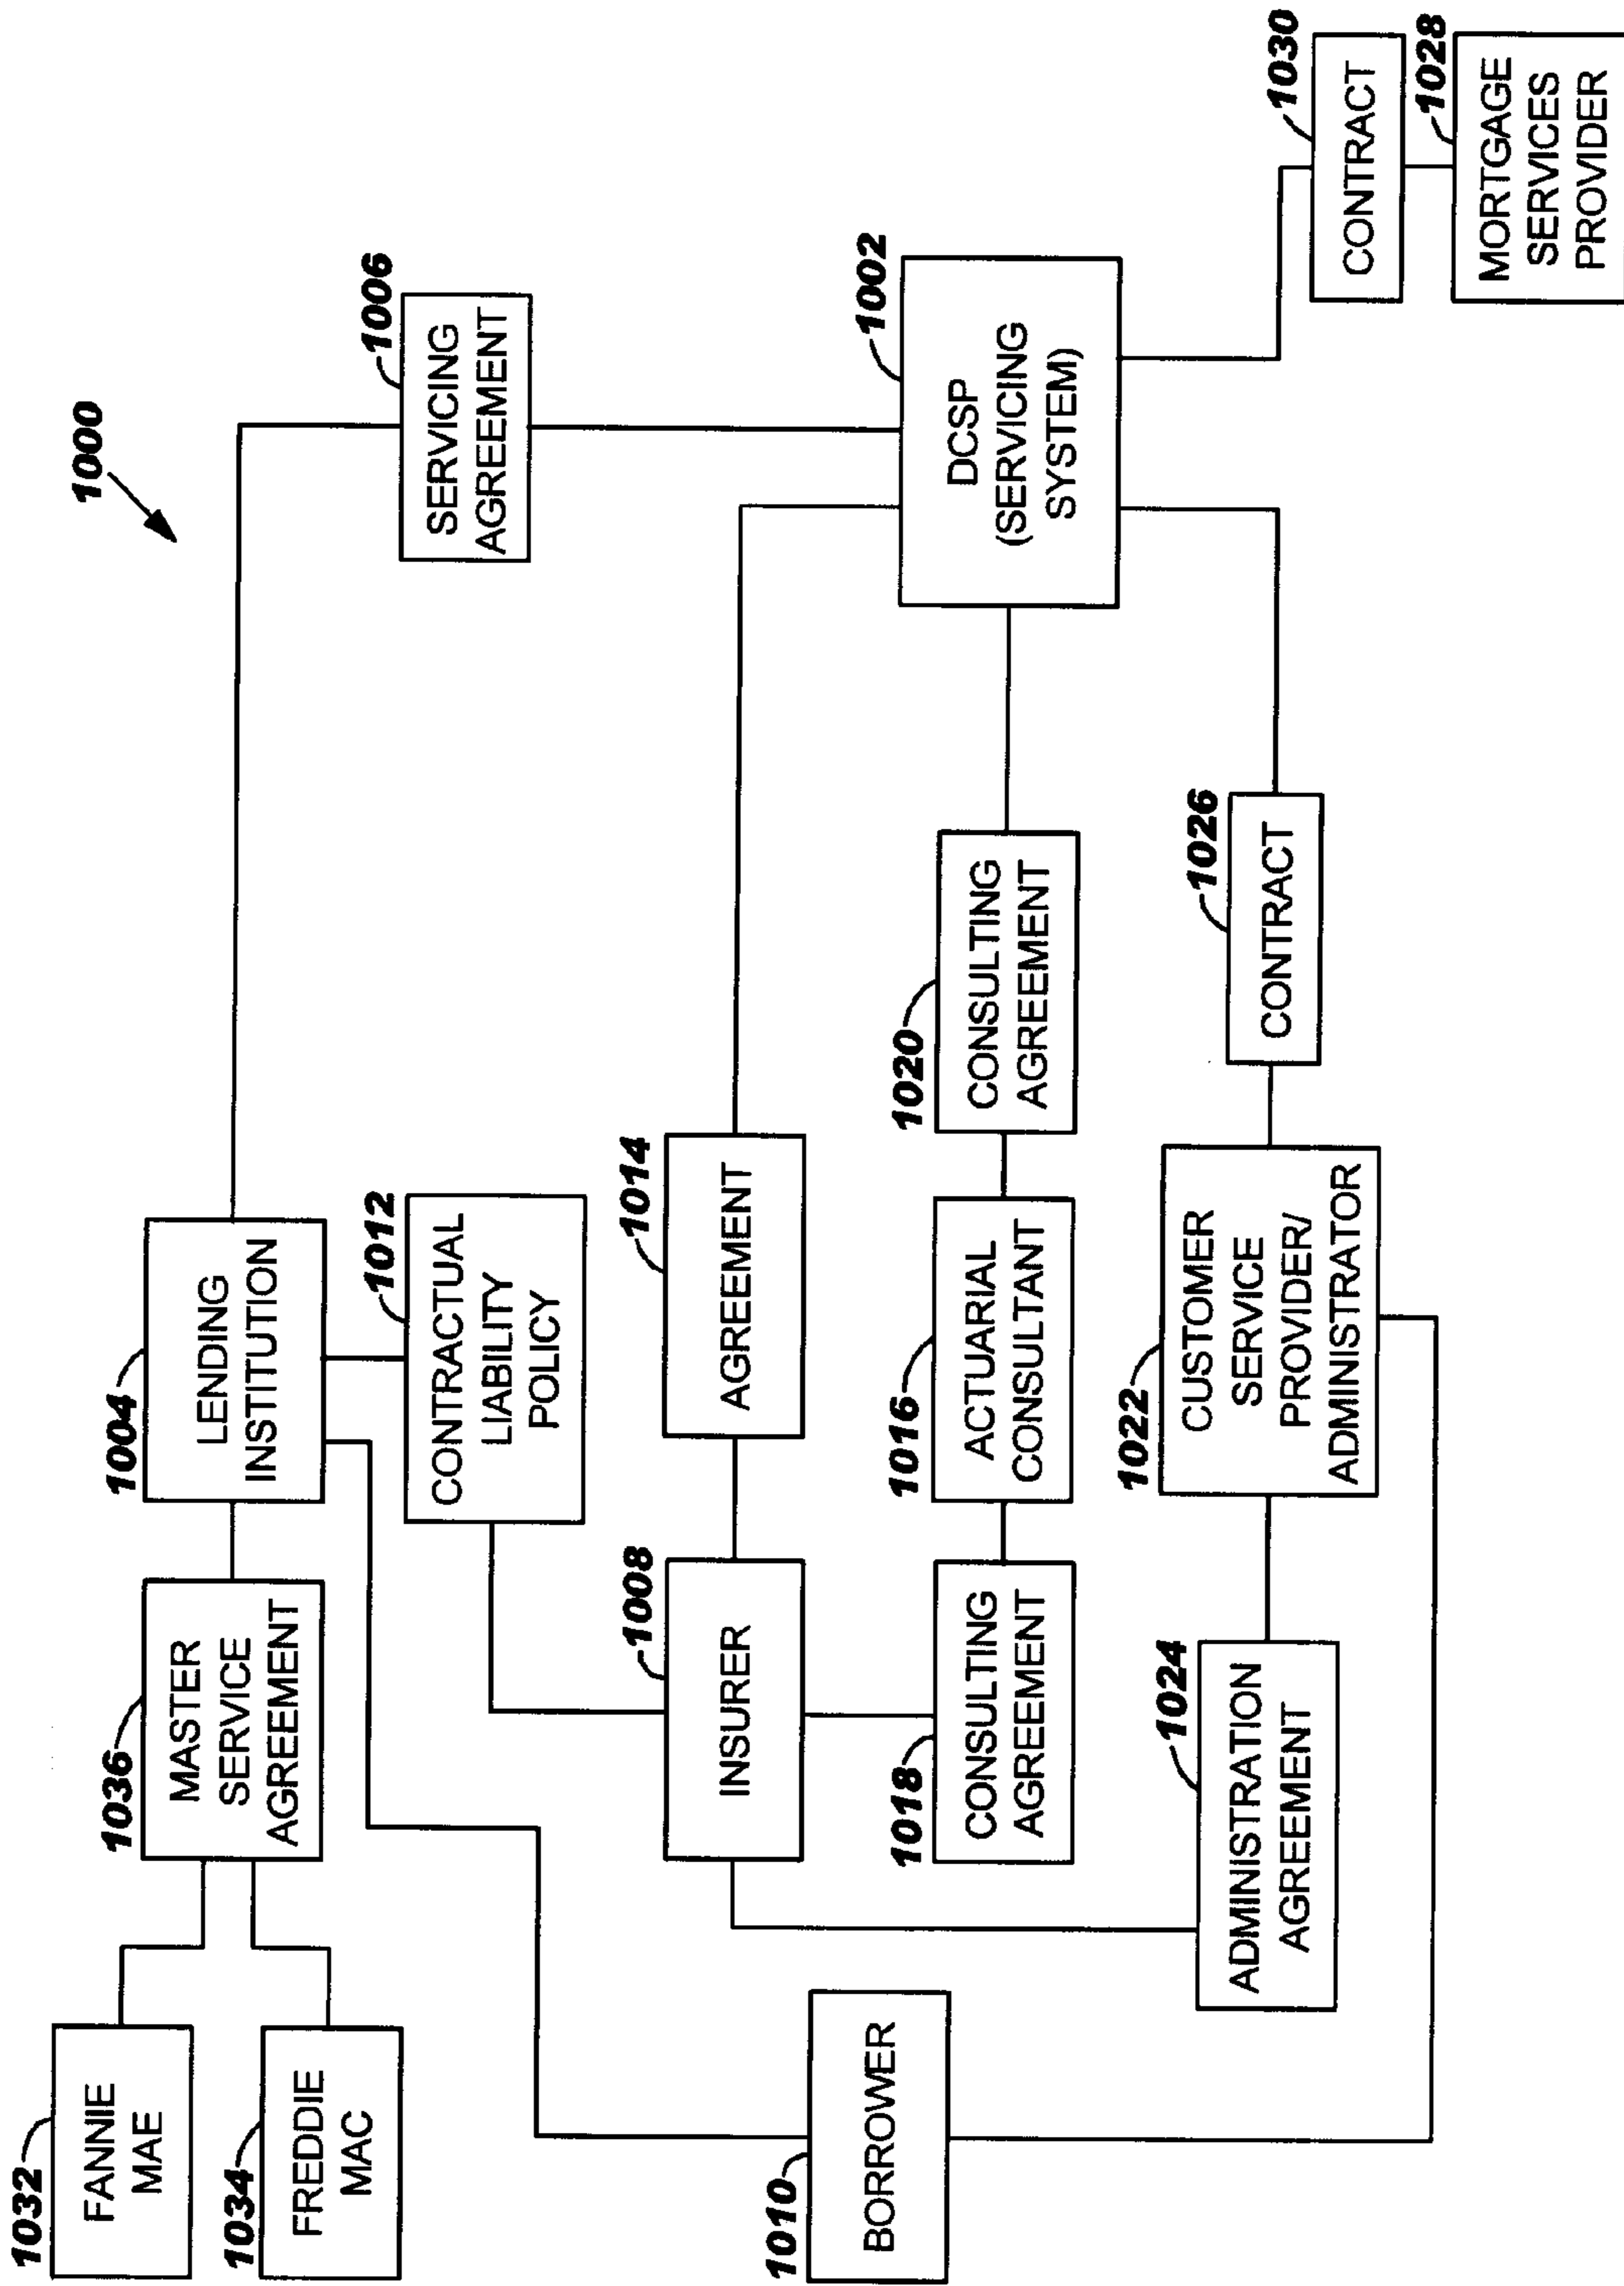 1000
1032
FANNIE
MAE
1034
FREDDIE
MAC
1036
MASTER
SERVICE
AGREEMENT
1004
LENDING
INSTITUTION
1006
SERVICING
AGREEMENT
1012
CONTRACTUAL
LIABILITY
POLICY
1008
INSURER
1014
AGREEMENT
1010
BORROWER
1018
CONSULTING
AGREEMENT
1016
ACTUARIAL
CONSULTANT
1020
CONSULTING
AGREEMENT
1002
DCSP
(SERVICING
SYSTEM)
1024
ADMINISTRATION
AGREEMENT
1022
CUSTOMER
SERVICE
PROVIDER/
ADMINISTRATOR
1026
CONTRACT
1030
CONTRACT
1028
MORTGAGE
SERVICES
PROVIDER